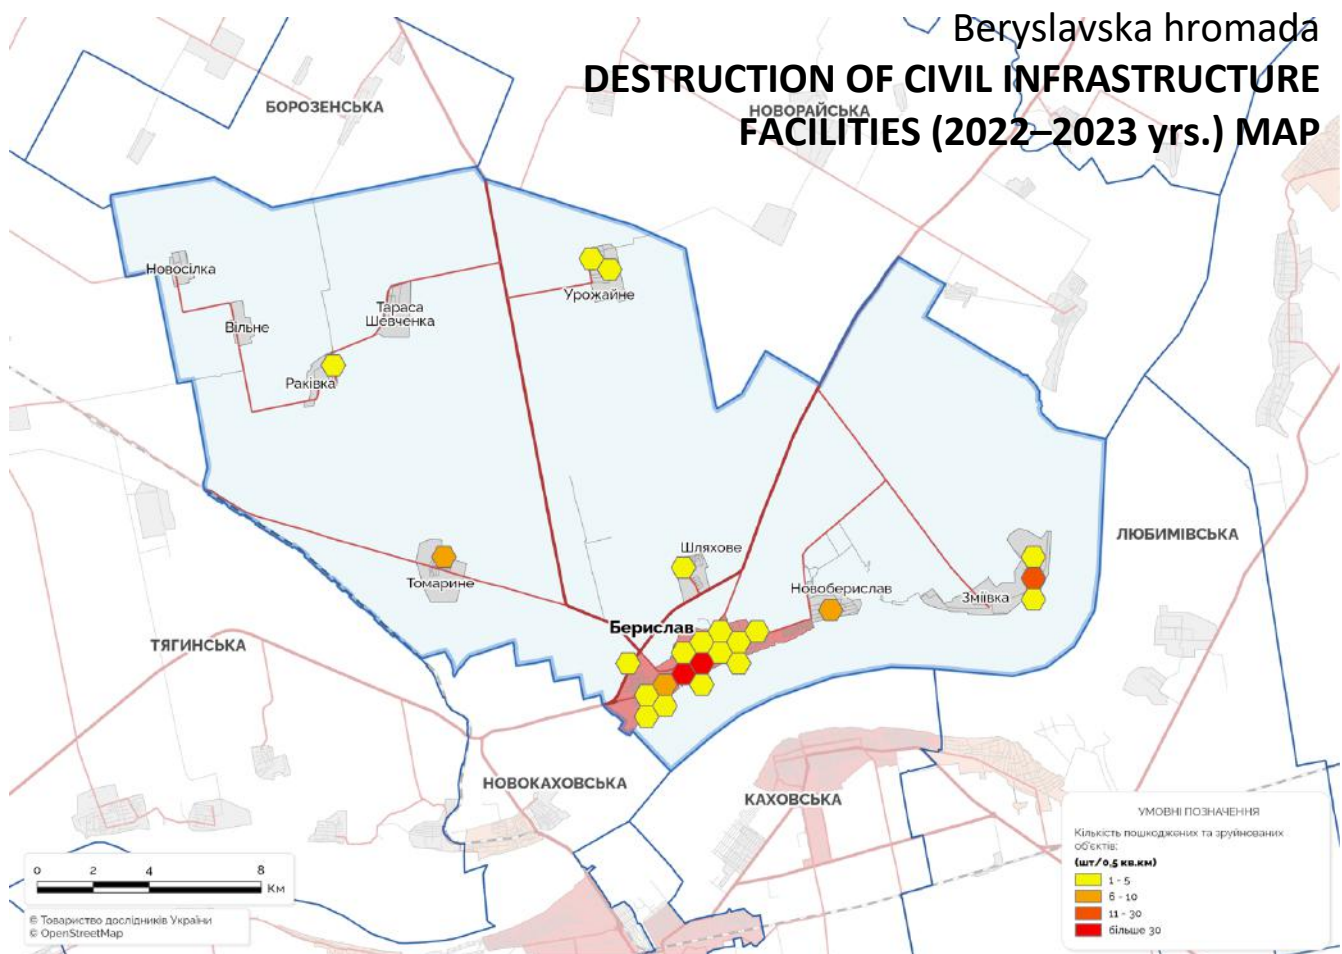 Beryslavska hromada
DESTRUCTION OF CIVIL INFRASTRUCTURE
FACILITIES (2022–2023 yrs.) MAP
БОРОЗЕНСЬКА
НОВОРАЙСЬКА
Новосілка
Вільне
Тараса
Шевченка
Раківка
Урожайне
Томарине
Шляхове
Новоберислав
Зміївка
Берислав
ЛЮБИМІВСЬКА
ТЯГИНСЬКА
НОВОКАХОВСЬКА
КАХОВСЬКА
0 2 4 8
Км
© Товариство дослідників України
© OpenStreetMap
УМОВНІ ПОЗНАЧЕННЯ
Кількість пошкоджених та зруйнованих
об'єктів:
(шт/0,5 кв.км)
1 - 5
6 - 10
11 - 30
більше 30